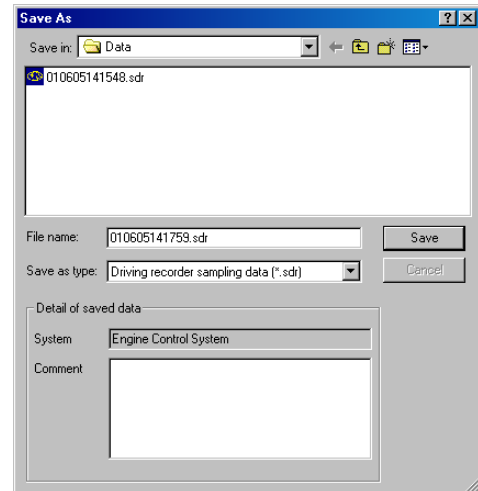 Save As
Save in: Data
010605141548.sdr
File name: 010605141759.sdr Save
Save as type: Driving recorder sampling data (*.sdr) Cancel
Detail of saved data
System Engine Control System
Comment